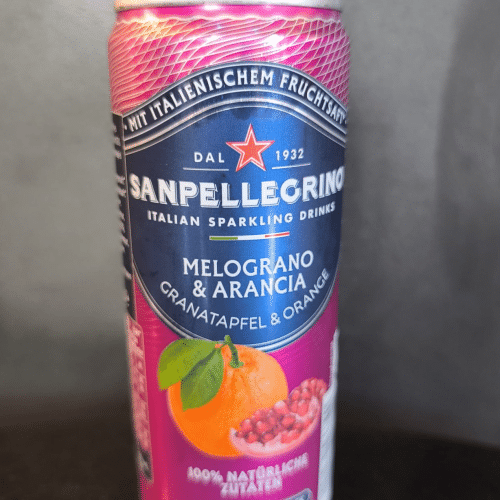 MIT ITALIENISCHEM FRUCHTSAFT
DAL 1932
SANPELLEGRINO
ITALIAN SPARKLING DRINKS
MELOGRANO
& ARANCIA
GRANATAPFEL & ORANGE
100% NATÜRLICHE
ZUTATEN